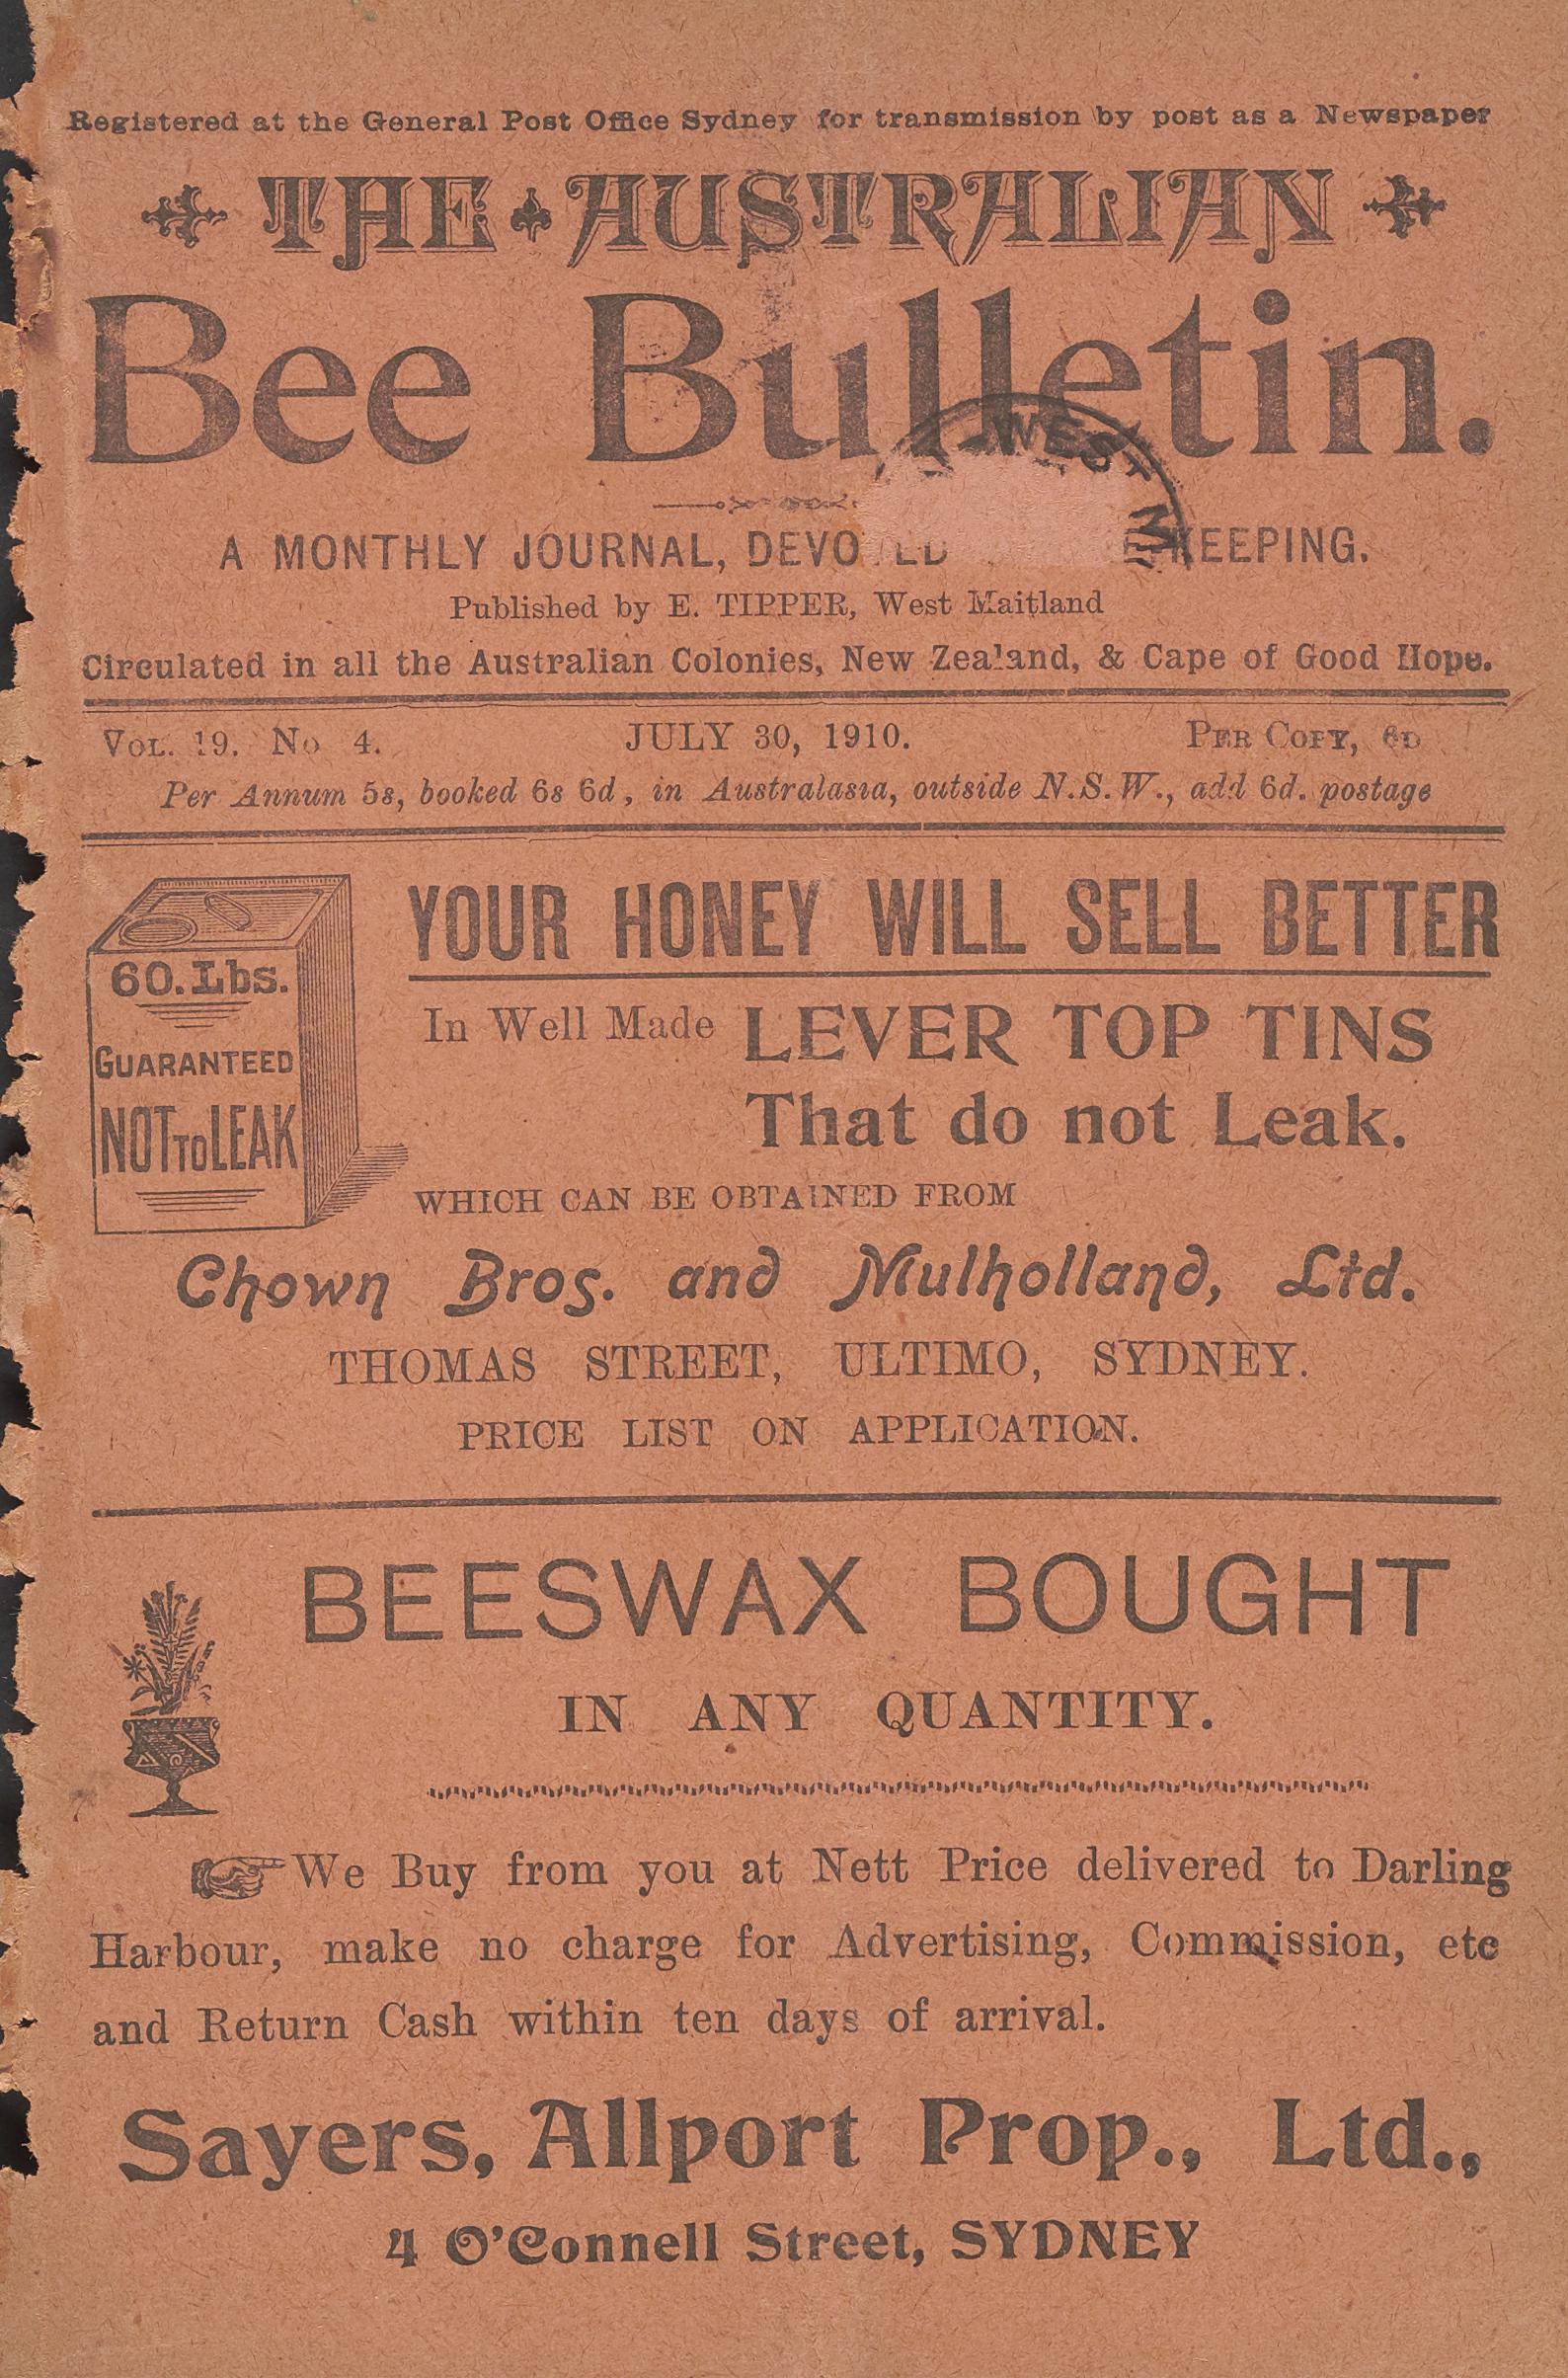 Registered at the General Post Office Sydney for transmission by post as a Newspaper
THE AUSTRALIAN
Bee Bulletin.
WEST M
A MONTHLY JOURNAL, DEVOTED KEEPING.
Published by E. TIPPER, West Maitland
Circulated in all the Australian Colonies, New Zealand, & Cape of Good Hope.
VOL. 19. No 4. JULY 30, 1910. PER COPY, 6D
Per Annum 5s, booked 6s 6d, in Australasia, outside N.S.W., add 6d. postage
60.Lbs.
GUARANTEED
NOT TO LEAK
YOUR HONEY WILL SELL BETTER
In Well Made LEVER TOP TINS
That do not Leak.
WHICH CAN BE OBTAINED FROM
Chown Bros. and Mulholland, Ltd.
THOMAS STREET, ULTIMO, SYDNEY.
PRICE LIST ON APPLICATION.
BEESWAX BOUGHT
IN ANY QUANTITY.
We Buy from you at Nett Price delivered to Darling
Harbour, make no charge for Advertising, Commission, etc
and Return Cash within ten days of arrival.
Sayers, Allport Prop., Ltd.,
4 O'Connell Street, SYDNEY